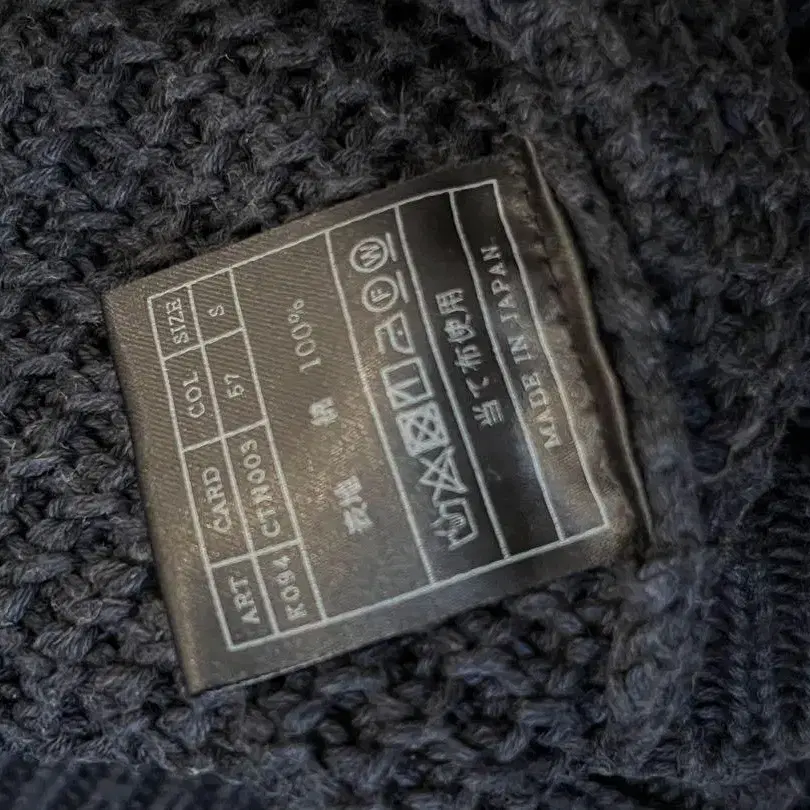 ART CARD COL SIZE
K094 CTN003 57 S
表地 綿 100%
F W
当て布使用
MADE IN JAPAN